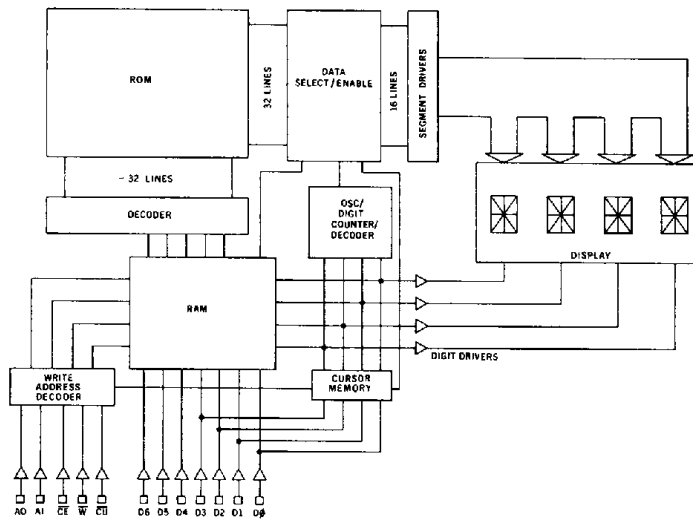 ROM
32 LINES
DATA
SELECT/ENABLE
16 LINES
SEGMENT DRIVERS
32 LINES
DECODER
OSC/
DIGIT
COUNTER/
DECODER
DISPLAY
RAM
DIGIT DRIVERS
WRITE
ADDRESS
DECODER
CURSOR
MEMORY
A0 A1 CE W CU D6 D5 D4 D3 D2 D1 DØ